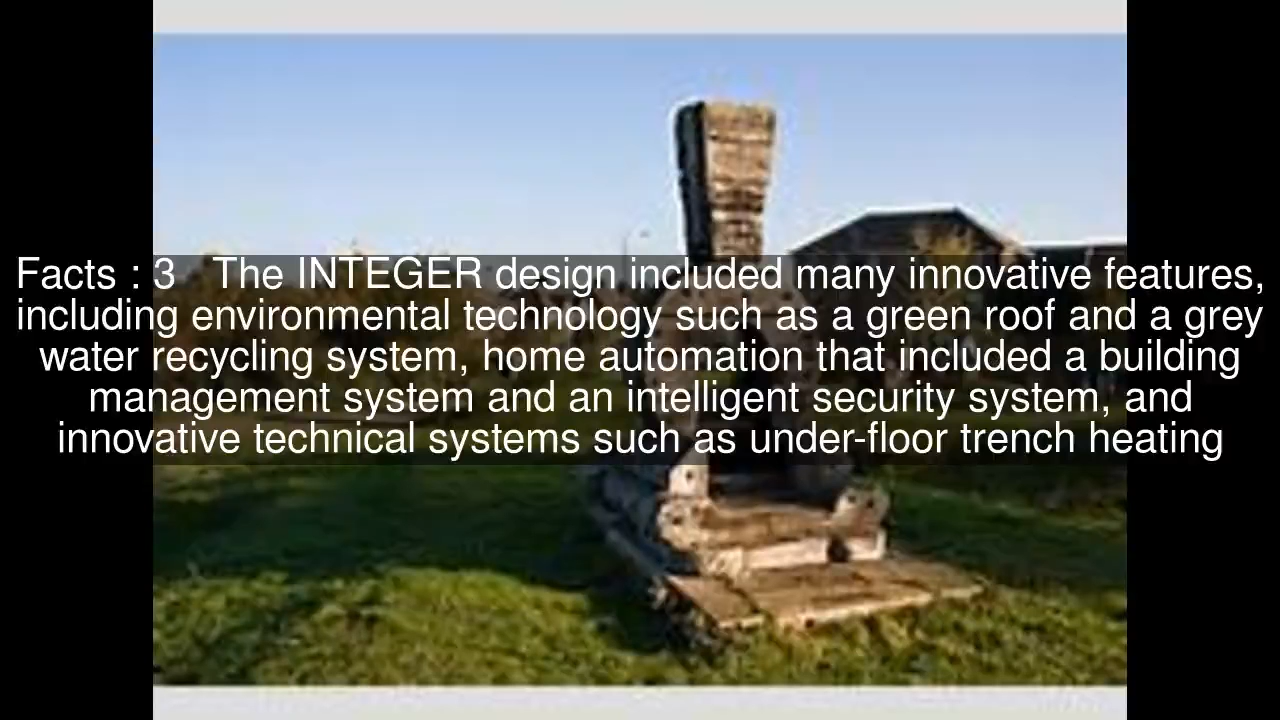 Facts : 3   The INTEGER design included many innovative features,
including environmental technology such as a green roof and a grey
water recycling system, home automation that included a building
management system and an intelligent security system, and
innovative technical systems such as under-floor trench heating